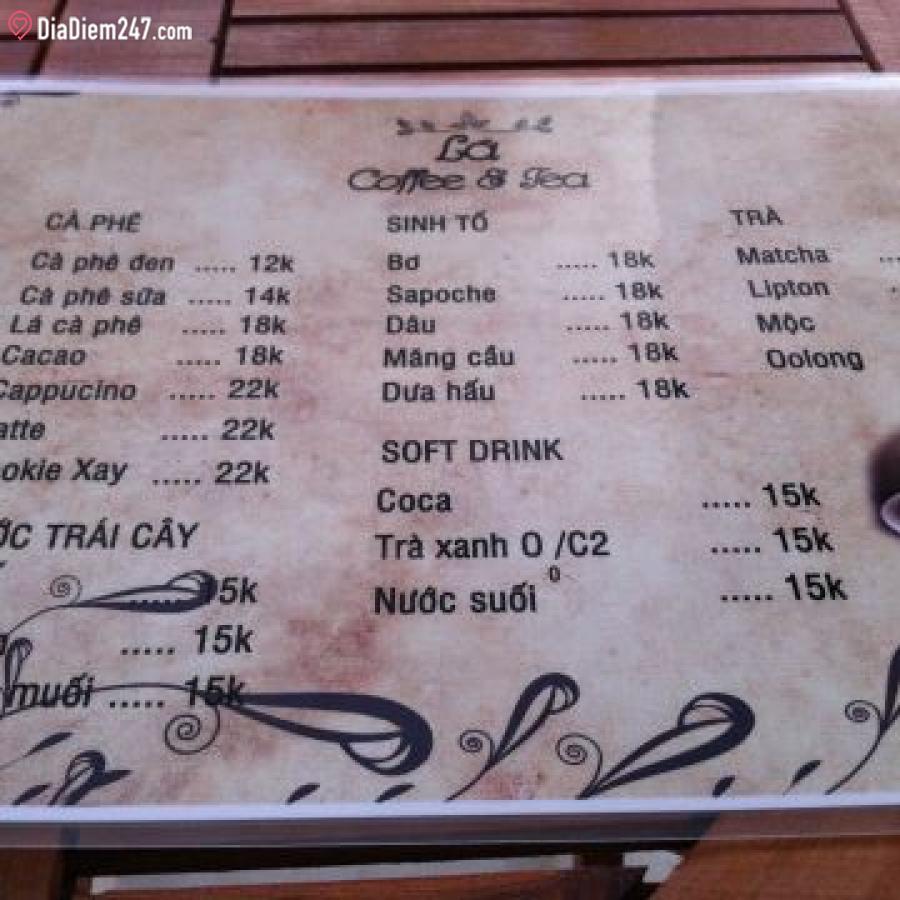 DiaDiem247.com
Lá
Coffee & Tea
CÀ PHÊ
Cà phê đen ..... 12k
Cà phê sữa ..... 14k
Lá cà phê ..... 18k
Cacao ..... 18k
Cappucino ..... 22k
atte ..... 22k
okie Xay ..... 22k
ỚC TRÁI CÂY
..... 15k
..... 15k
muối ..... 15k
SINH TỐ
Bơ ..... 18k
Sapoche ..... 18k
Dâu ..... 18k
Mãng cầu ..... 18k
Dưa hấu ..... 18k
SOFT DRINK
Coca ..... 15k
Trà xanh 0 /C2 ..... 15k
Nước suối ..... 15k
TRÀ
Matcha ...
Lipton
Mộc
Oolong